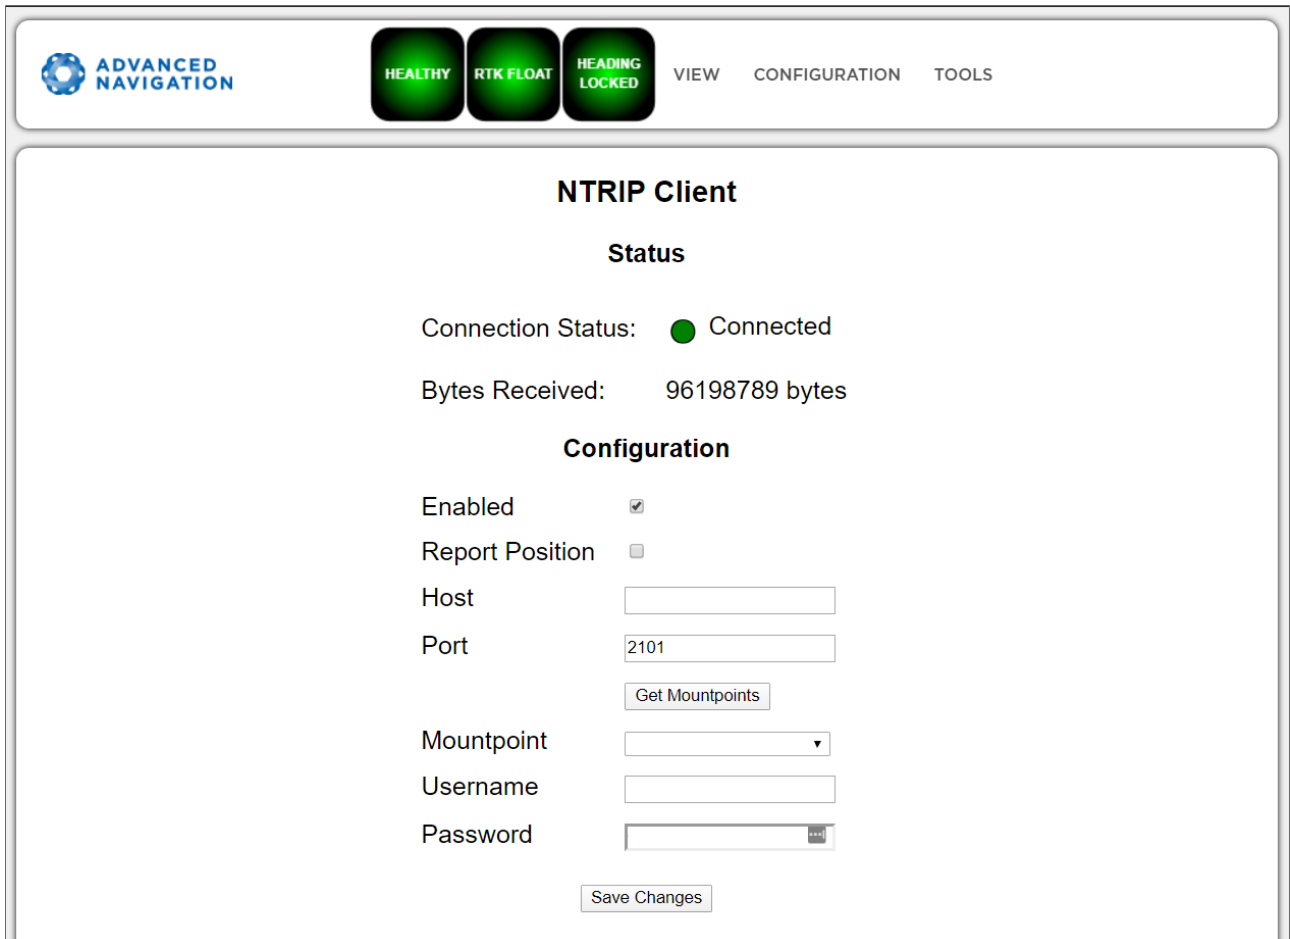 ADVANCED
NAVIGATION
HEALTHY
RTK FLOAT
HEADING
LOCKED
VIEW CONFIGURATION TOOLS
NTRIP Client
Status
Connection Status: Connected
Bytes Received: 96198789 bytes
Configuration
Enabled
Report Position
Host
Port 2101
Get Mountpoints
Mountpoint
Username
Password
Save Changes